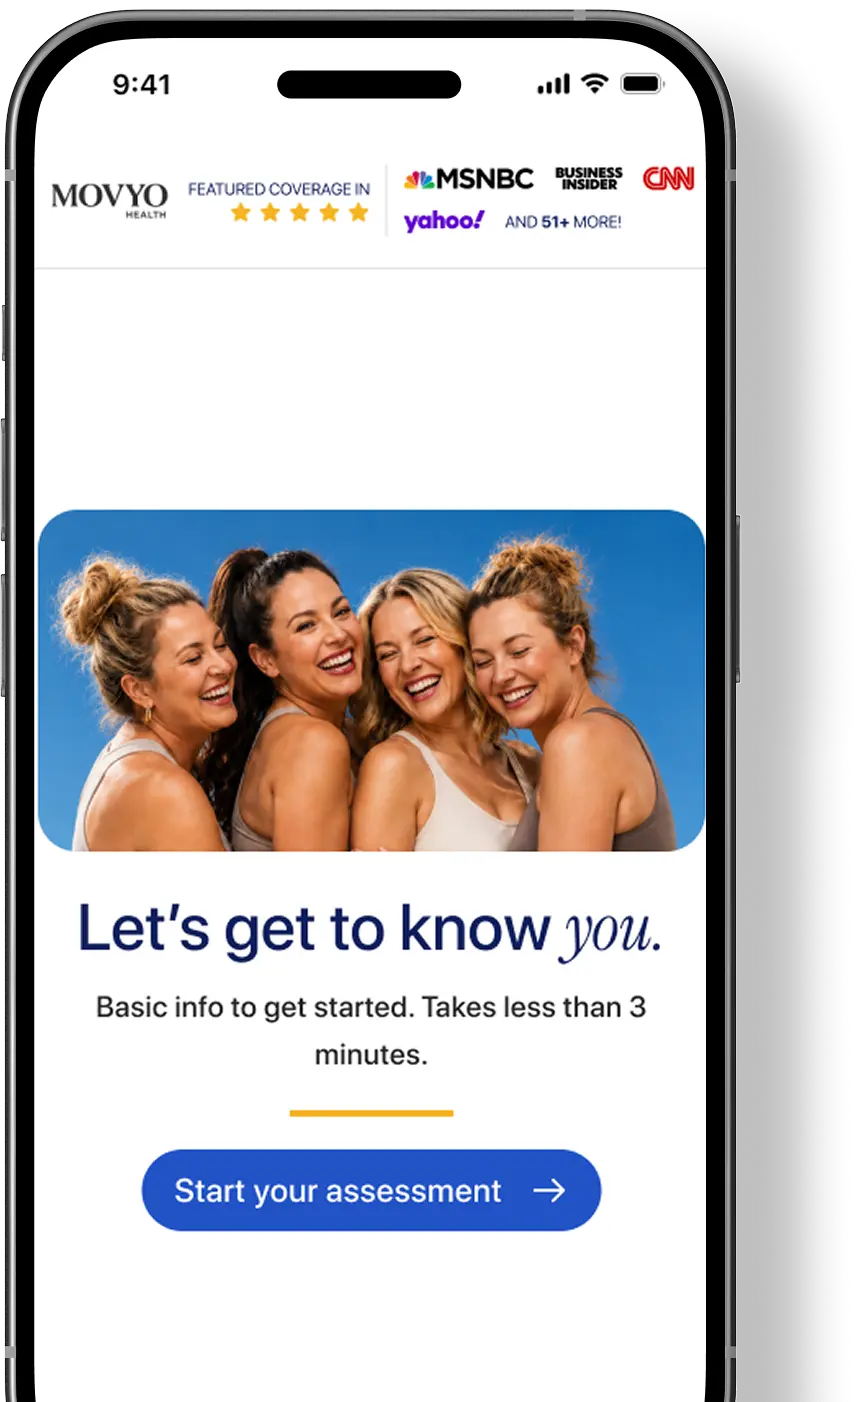 9:41
MOVYO
HEALTH
FEATURED COVERAGE IN
MSNBC
BUSINESS
INSIDER
CNN
yahoo!
AND 51+ MORE!
Let’s get to know you.
Basic info to get started. Takes less than 3
minutes.
Start your assessment